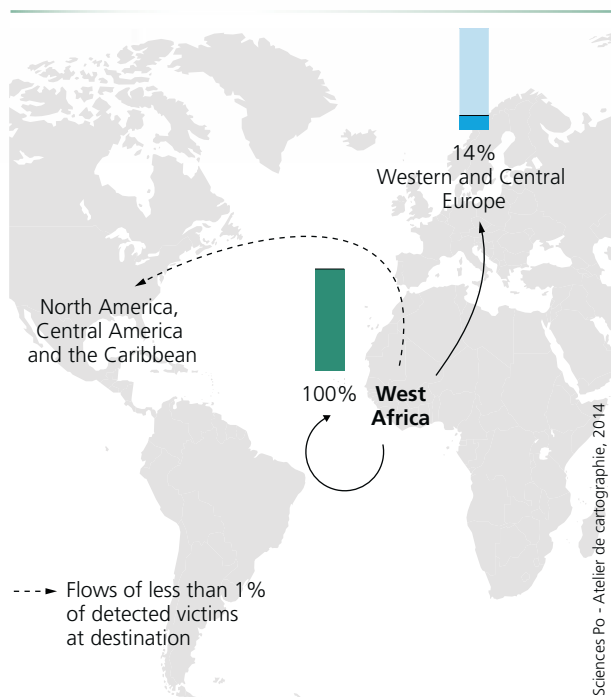 14%
Western and Central
Europe
North America,
Central America
and the Caribbean
100%
West
Africa
Flows of less than 1%
of detected victims
at destination
Sciences Po - Atelier de cartographie, 2014